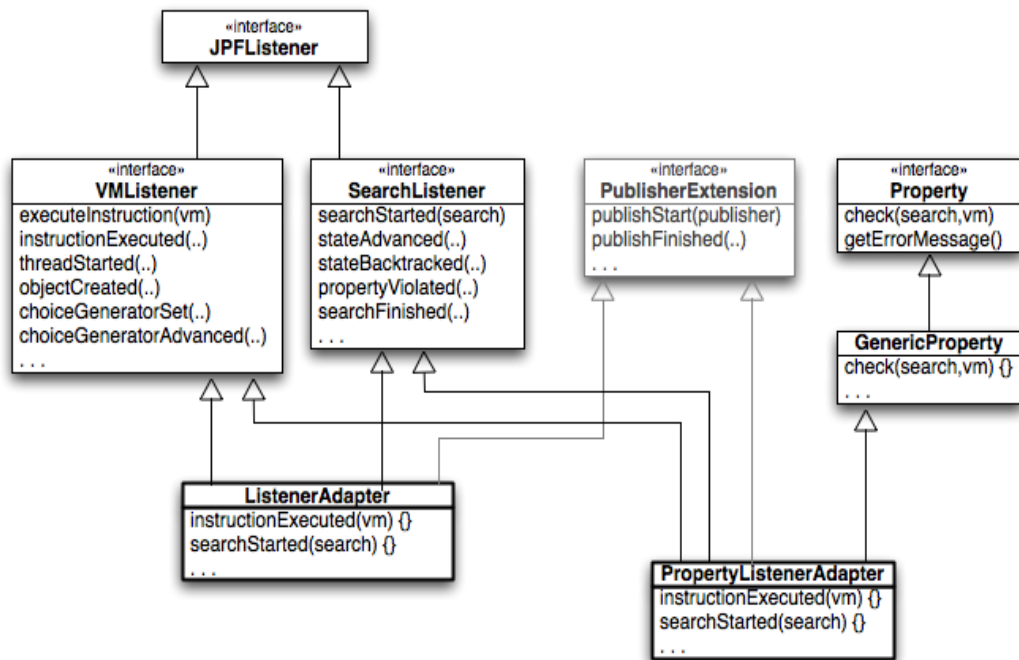 «interface»
JPFListener
«interface»
VMListener
executeInstruction(vm)
instructionExecuted(..)
threadStarted(..)
objectCreated(..)
choiceGeneratorSet(..)
choiceGeneratorAdvanced(..)
. . .
«interface»
SearchListener
searchStarted(search)
stateAdvanced(..)
stateBacktracked(..)
propertyViolated(..)
searchFinished(..)
. . .
«interface»
PublisherExtension
publishStart(publisher)
publishFinished(..)
. . .
«interface»
Property
check(search,vm)
getErrorMessage()
GenericProperty
check(search,vm) {}
. . .
ListenerAdapter
instructionExecuted(vm) {}
searchStarted(search) {}
. . .
PropertyListenerAdapter
instructionExecuted(vm) {}
searchStarted(search) {}
. . .